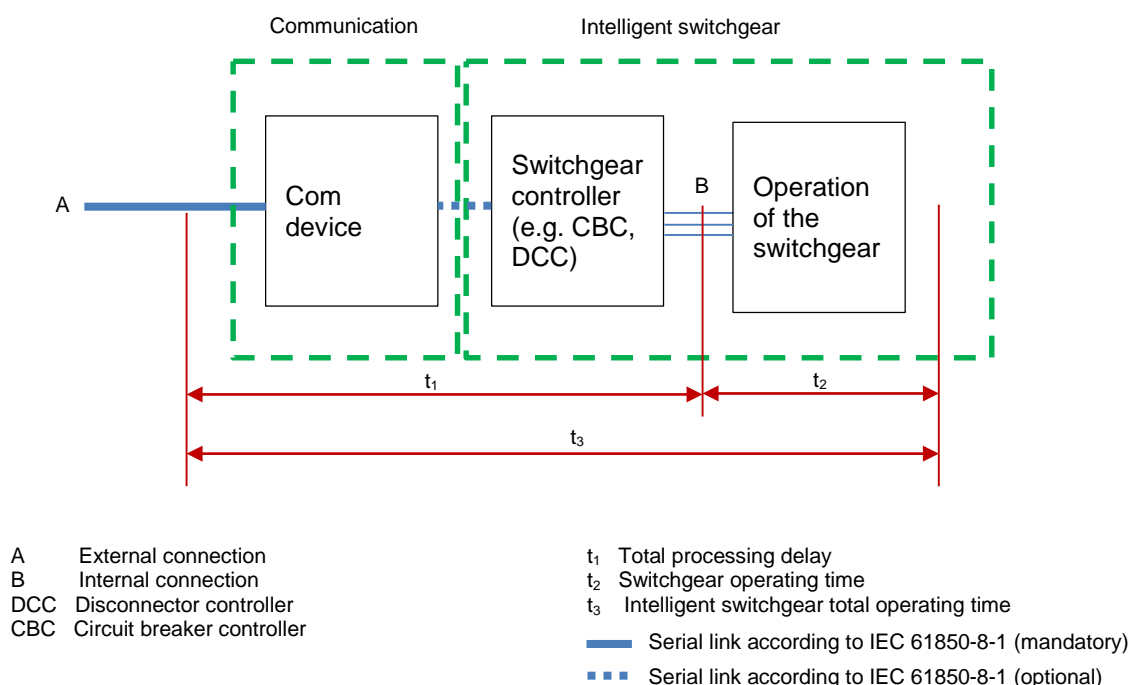 Communication
Intelligent switchgear
A
Com
device
Switchgear
controller
(e.g. CBC,
DCC)
B
Operation
of the
switchgear
t₁
t₂
t₃
A External connection
B Internal connection
DCC Disconnector controller
CBC Circuit breaker controller
t₁ Total processing delay
t₂ Switchgear operating time
t₃ Intelligent switchgear total operating time
Serial link according to IEC 61850-8-1 (mandatory)
Serial link according to IEC 61850-8-1 (optional)